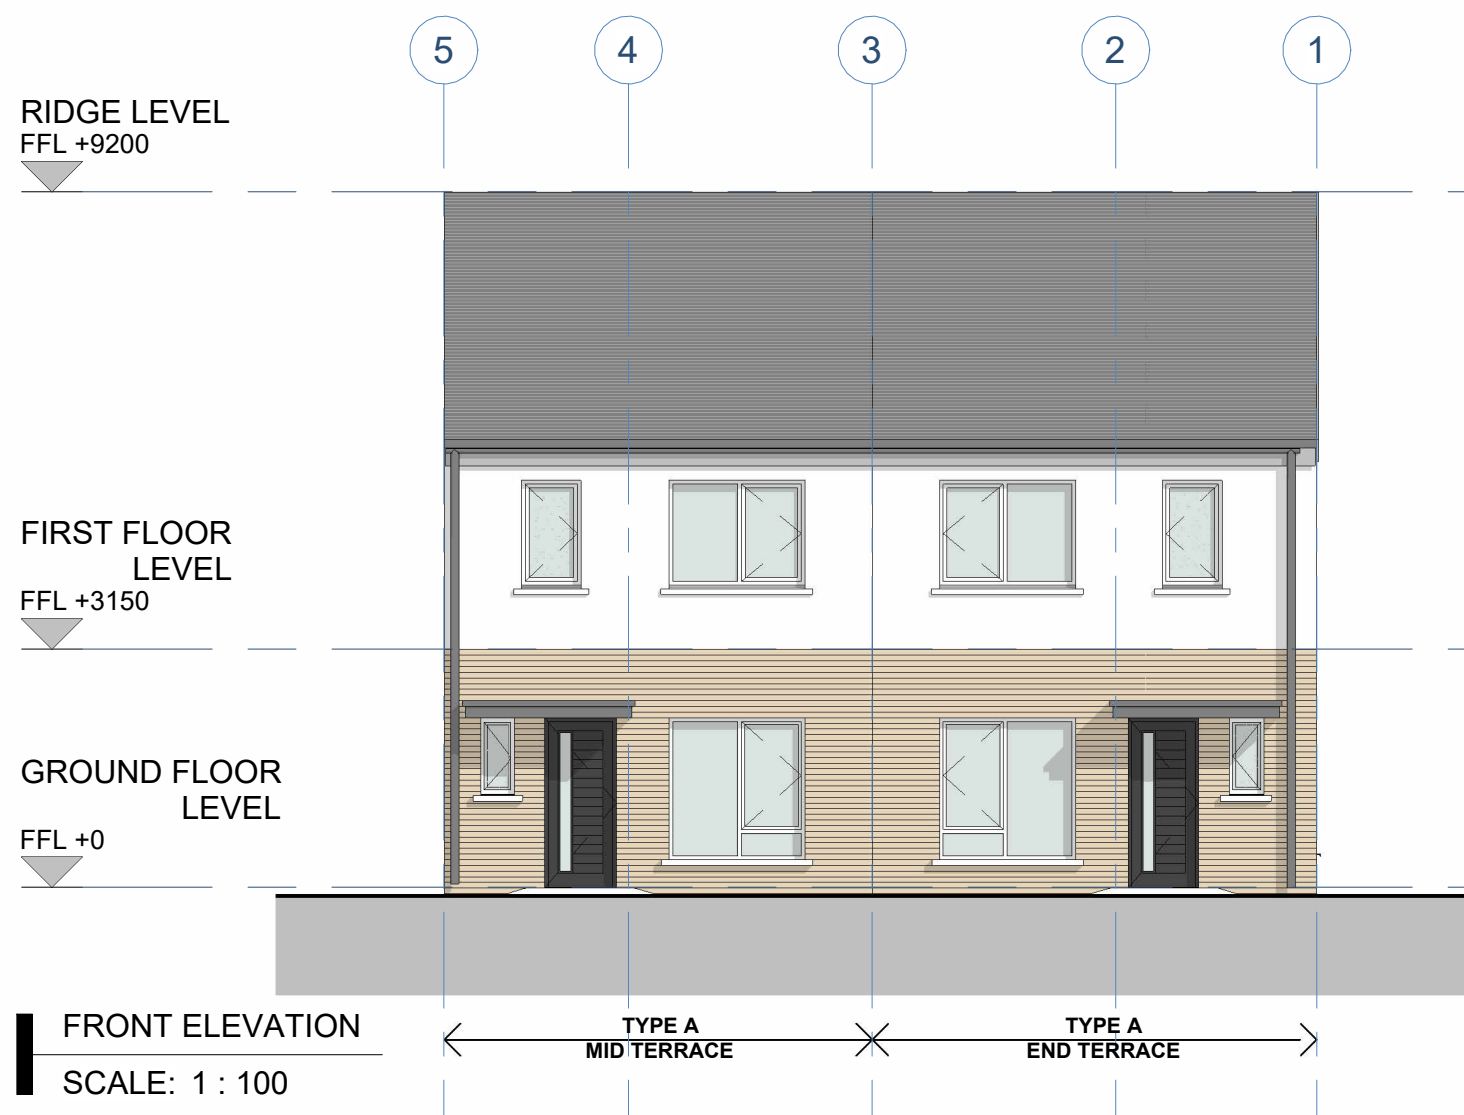 5 4 3 2 1
RIDGE LEVEL
FFL +9200
FIRST FLOOR
LEVEL
FFL +3150
GROUND FLOOR
LEVEL
FFL +0
FRONT ELEVATION
SCALE: 1 : 100
TYPE A
MID TERRACE
TYPE A
END TERRACE